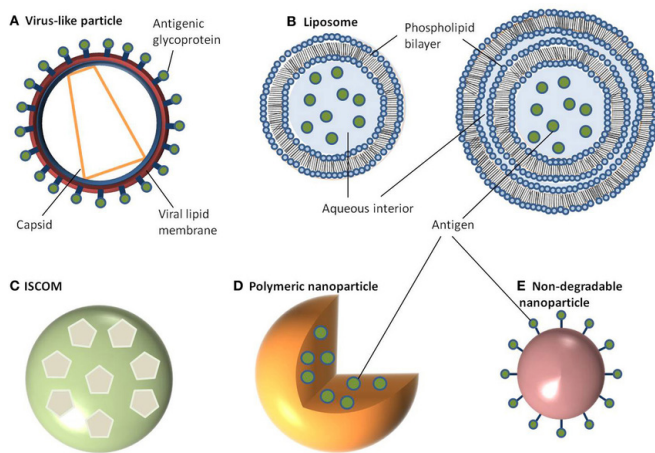 A Virus-like particle
Antigenic
glycoprotein
Capsid
Viral lipid
membrane
B Liposome
Phospholipid
bilayer
Aqueous interior
Antigen
C ISCOM
D Polymeric nanoparticle
E Non-degradable
nanoparticle